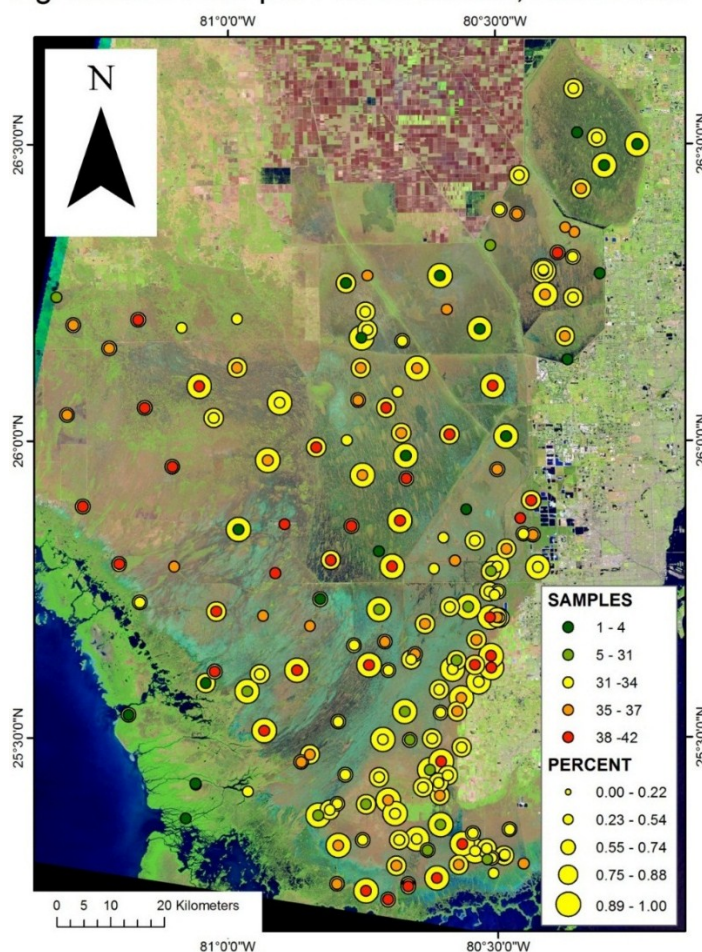 81°0'0"W 80°30'0"W
N
26°30'0"N 26°30'0"N
26°0'0"N 26°0'0"N
SAMPLES
1 - 4
5 - 31
31 -34
35 - 37
38 -42
25°30'0"N 25°30'0"N
PERCENT
0.00 - 0.22
0.23 - 0.54
0.55 - 0.74
0.75 - 0.88
0.89 - 1.00
0 5 10 20 Kilometers
81°0'0"W 80°30'0"W